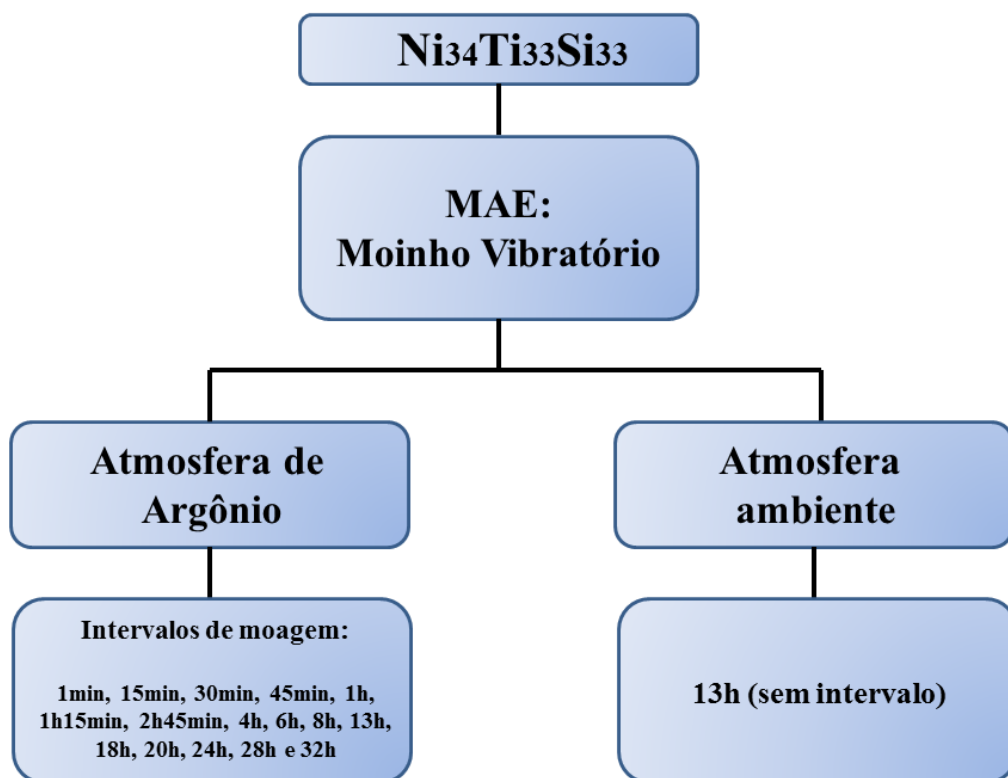 Ni34Ti33Si33
MAE:
Moinho Vibratório
Atmosfera de
Argônio
Atmosfera
ambiente
Intervalos de moagem:
1min, 15min, 30min, 45min, 1h,
1h15min, 2h45min, 4h, 6h, 8h, 13h,
18h, 20h, 24h, 28h e 32h
13h (sem intervalo)